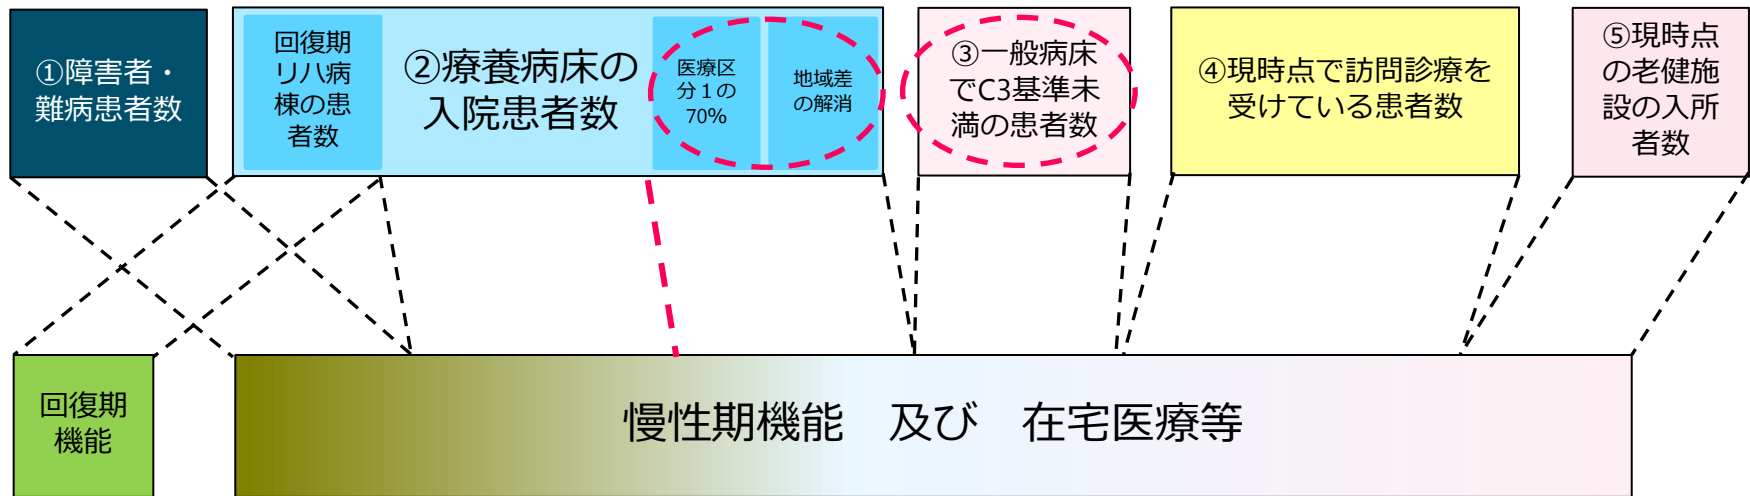 ①障害者・
難病患者数
回復期
リハ病
棟の患
者数
②療養病床の
入院患者数
医療区
分１の
70%
地域差
の解消
③一般病床
でC3基準未
満の患者数
④現時点で訪問診療を
受けている患者数
⑤現時点
の老健施
設の入所
者数
回復期
機能
慢性期機能　及び　在宅医療等